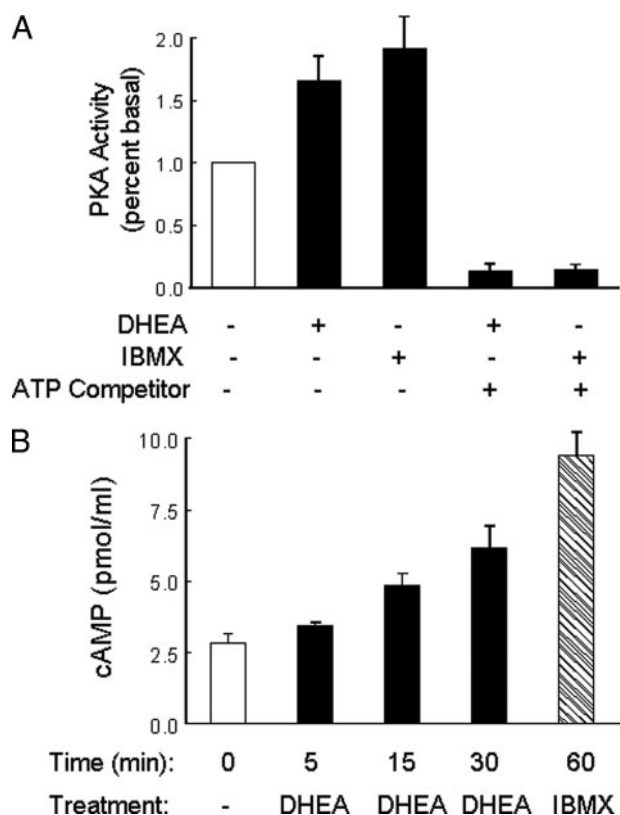 A
PKA Activity
(percent basal)
2.0
1.5
1.0
0.5
0
DHEA - + - + -
IBMX - - + - +
ATP Competitor - - - + +
B
cAMP (pmol/ml)
10.0
7.5
5.0
2.5
0.0
Time (min): 0 5 15 30 60
Treatment: - DHEA DHEA DHEA IBMX